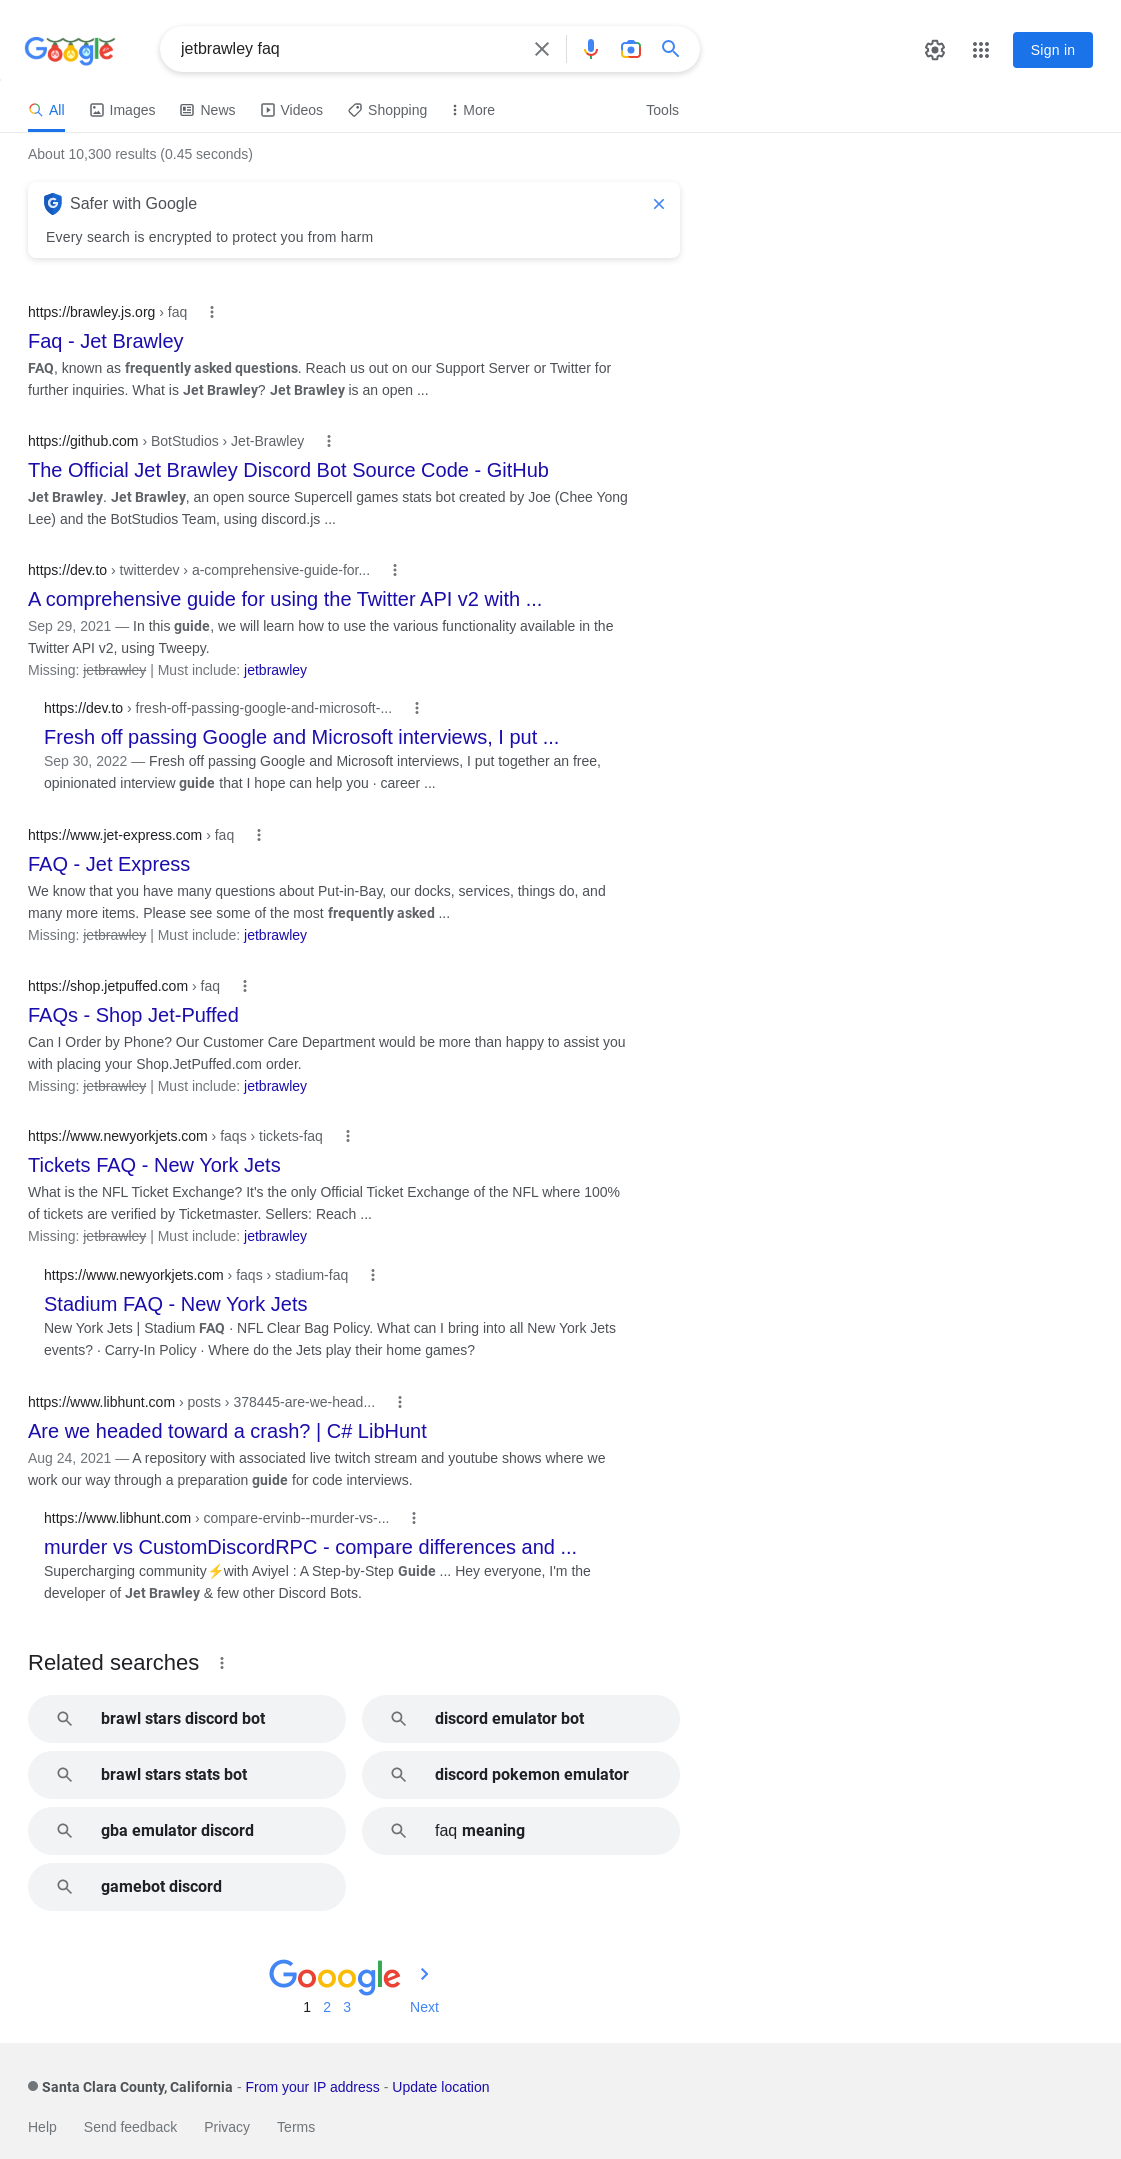 Google
jetbrawley faq
Sign in
All Images News Videos Shopping More Tools
About 10,300 results (0.45 seconds)
G Safer with Google
Every search is encrypted to protect you from harm
https://brawley.js.org › faq
Faq - Jet Brawley
FAQ, known as frequently asked questions. Reach us out on our Support Server or Twitter for
further inquiries. What is Jet Brawley? Jet Brawley is an open ...
https://github.com › BotStudios › Jet-Brawley
The Official Jet Brawley Discord Bot Source Code - GitHub
Jet Brawley. Jet Brawley, an open source Supercell games stats bot created by Joe (Chee Yong
Lee) and the BotStudios Team, using discord.js ...
https://dev.to › twitterdev › a-comprehensive-guide-for...
A comprehensive guide for using the Twitter API v2 with ...
Sep 29, 2021 — In this guide, we will learn how to use the various functionality available in the
Twitter API v2, using Tweepy.
Missing: jetbrawley | Must include: jetbrawley
https://dev.to › fresh-off-passing-google-and-microsoft-...
Fresh off passing Google and Microsoft interviews, I put ...
Sep 30, 2022 — Fresh off passing Google and Microsoft interviews, I put together an free,
opinionated interview guide that I hope can help you · career ...
https://www.jet-express.com › faq
FAQ - Jet Express
We know that you have many questions about Put-in-Bay, our docks, services, things do, and
many more items. Please see some of the most frequently asked ...
Missing: jetbrawley | Must include: jetbrawley
https://shop.jetpuffed.com › faq
FAQs - Shop Jet-Puffed
Can I Order by Phone? Our Customer Care Department would be more than happy to assist you
with placing your Shop.JetPuffed.com order.
Missing: jetbrawley | Must include: jetbrawley
https://www.newyorkjets.com › faqs › tickets-faq
Tickets FAQ - New York Jets
What is the NFL Ticket Exchange? It's the only Official Ticket Exchange of the NFL where 100%
of tickets are verified by Ticketmaster. Sellers: Reach ...
Missing: jetbrawley | Must include: jetbrawley
https://www.newyorkjets.com › faqs › stadium-faq
Stadium FAQ - New York Jets
New York Jets | Stadium FAQ · NFL Clear Bag Policy. What can I bring into all New York Jets
events? · Carry-In Policy · Where do the Jets play their home games?
https://www.libhunt.com › posts › 378445-are-we-head...
Are we headed toward a crash? | C# LibHunt
Aug 24, 2021 — A repository with associated live twitch stream and youtube shows where we
work our way through a preparation guide for code interviews.
https://www.libhunt.com › compare-ervinb--murder-vs-...
murder vs CustomDiscordRPC - compare differences and ...
Supercharging community⚡with Aviyel : A Step-by-Step Guide ... Hey everyone, I'm the
developer of Jet Brawley & few other Discord Bots.
Related searches
brawl stars discord bot
discord emulator bot
brawl stars stats bot
discord pokemon emulator
gba emulator discord
faq meaning
gamebot discord
Gooogle
1 2 3 Next
Santa Clara County, California - From your IP address - Update location
Help Send feedback Privacy Terms